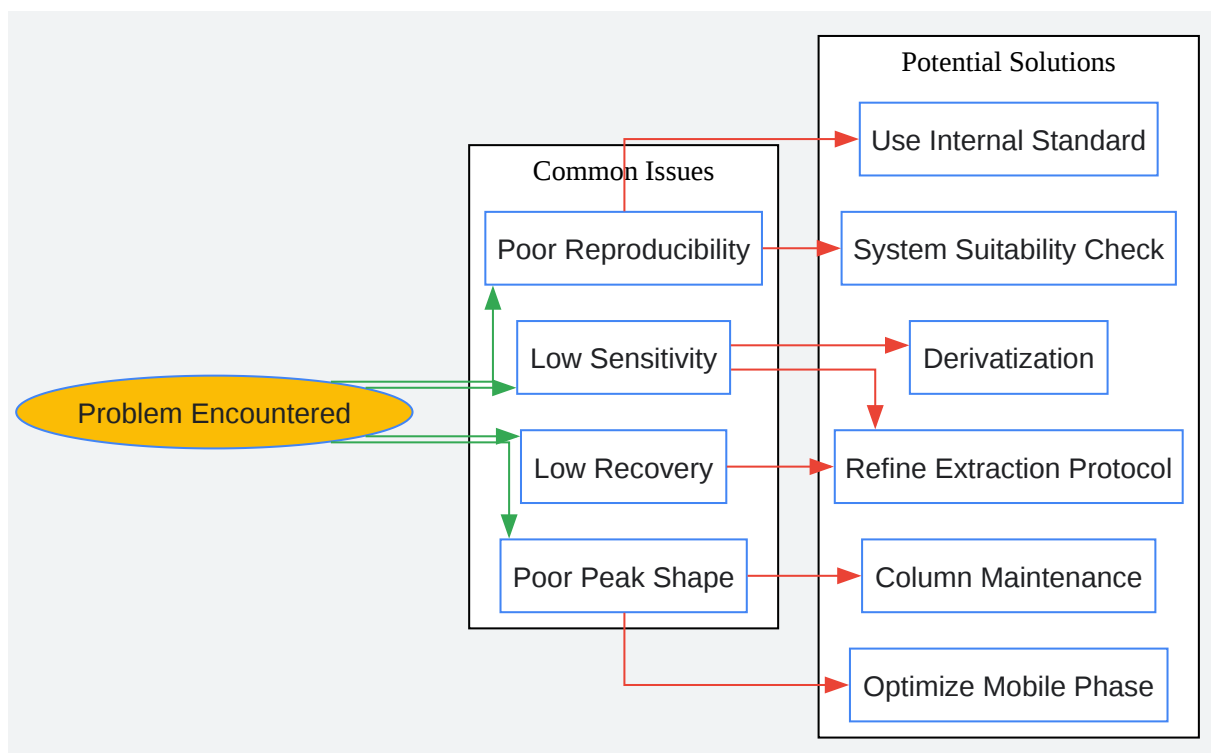 Problem Encountered
Common Issues
Poor Reproducibility
Low Sensitivity
Low Recovery
Poor Peak Shape
Potential Solutions
Use Internal Standard
System Suitability Check
Derivatization
Refine Extraction Protocol
Column Maintenance
Optimize Mobile Phase